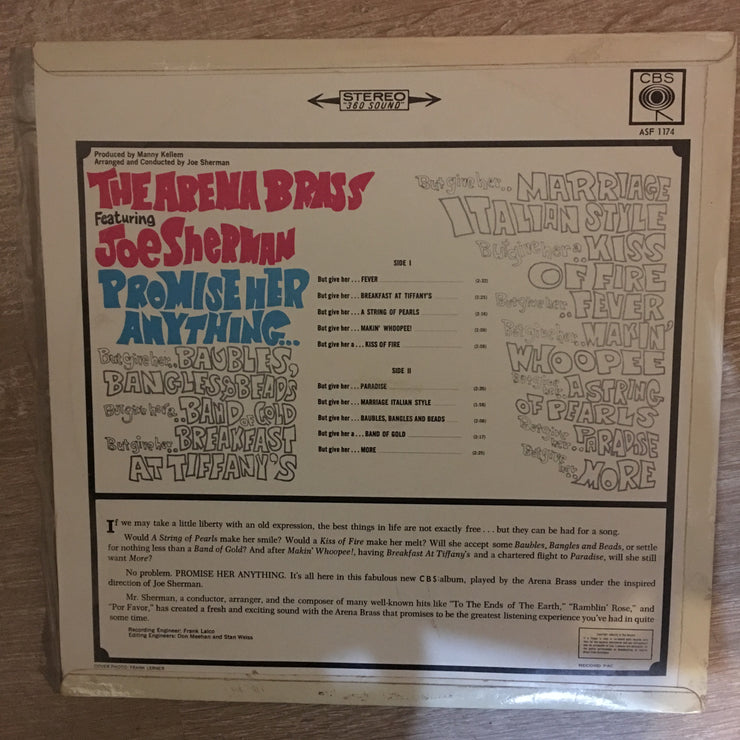 STEREO
"360 SOUND"
CBS
ASF 1174
Produced by Manny Kellem
Arranged and Conducted by Joe Sherman
THE ARENA BRASS
Featuring
Joe Sherman
PROMISE HER
ANYTHING...
But give her.. BAUBLES,
BANGLES & BEADS
But give her a.. BAND OF GOLD
But give her.. BREAKFAST
AT TIFFANY'S
SIDE I
But give her... FEVER
But give her... BREAKFAST AT TIFFANY'S
But give her... A STRING OF PEARLS
But give her... MAKIN' WHOOPEE!
But give her a... KISS OF FIRE
SIDE II
But give her... PARADISE
But give her... MARRIAGE ITALIAN STYLE
But give her... BAUBLES, BANGLES AND BEADS
But give her a... BAND OF GOLD (2:17)
But give her... MORE
But give her.. MARRIAGE
ITALIAN STYLE
But give her a.. KISS
OF FIRE
But give her.. FEVER
But give her.. MAKIN'
WHOOPEE
But give her.. A STRING
OF PEARLS
But give her.. PARADISE
But give her.. MORE
If we may take a little liberty with an old expression, the best things in life are not exactly free . . . but they can be had for a song.
Would A String of Pearls make her smile? Would a Kiss of Fire make her melt? Will she accept some Baubles, Bangles and Beads, or settle
for nothing less than a Band of Gold? And after Makin' Whoopee!, having Breakfast At Tiffany's and a chartered flight to Paradise, will she still
want More?
No problem. PROMISE HER ANYTHING. It's all here in this fabulous new CBS album, played by the Arena Brass under the inspired
direction of Joe Sherman.
Mr. Sherman, a conductor, arranger, and the composer of many well-known hits like "To The Ends of The Earth," "Ramblin' Rose," and
"Por Favor," has created a fresh and exciting sound with the Arena Brass that promises to be the greatest listening experience you've had in quite
some time.
Recording Engineer: Frank Laico
Editing Engineers: Don Meehan and Stan Weiss
COVER PHOTO: FRANK LERNER
RECORD PAC